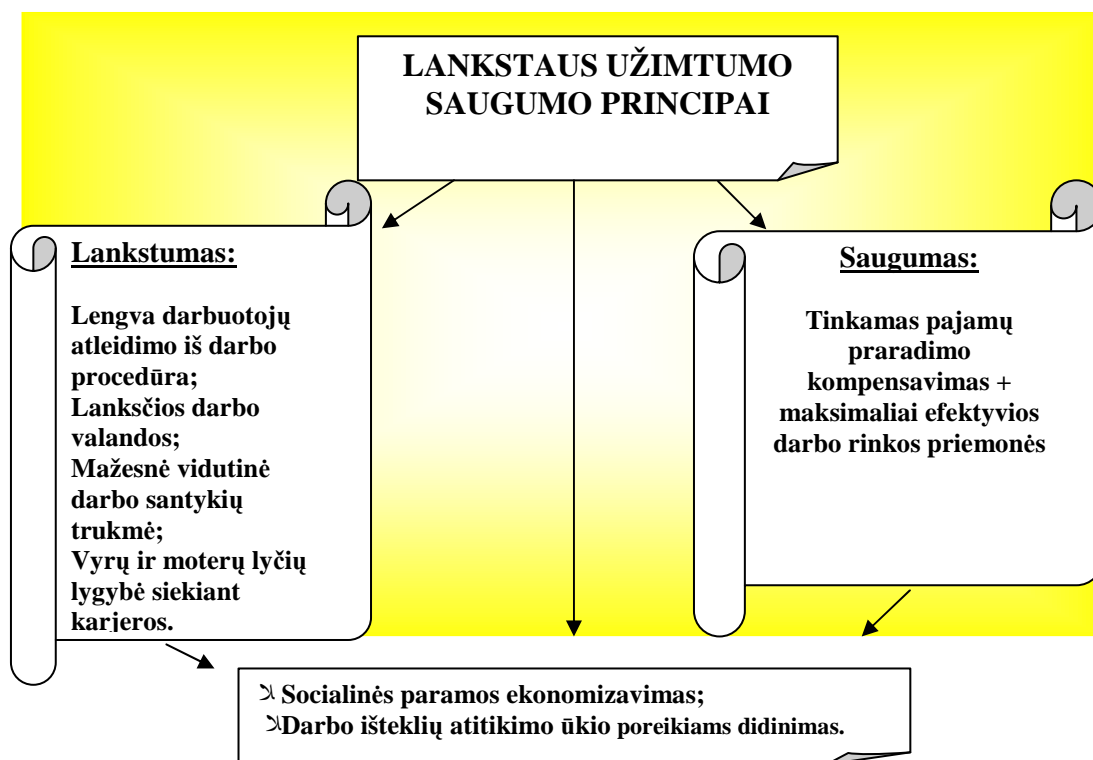 LANKSTAUS UŽIMTUMO
SAUGUMO PRINCIPAI
Lankstumas:
Lengva darbuotojų
atleidimo iš darbo
procedūra;
Lanksčios darbo
valandos;
Mažesnė vidutinė
darbo santykių
trukmė;
Vyrų ir moterų lyčių
lygybė siekiant
karjeros.
Saugumas:
Tinkamas pajamų
praradimo
kompensavimas +
maksimaliai efektyvios
darbo rinkos priemonės
Socialinės paramos ekonomizavimas;
Darbo išteklių atitikimo ūkio poreikiams didinimas.